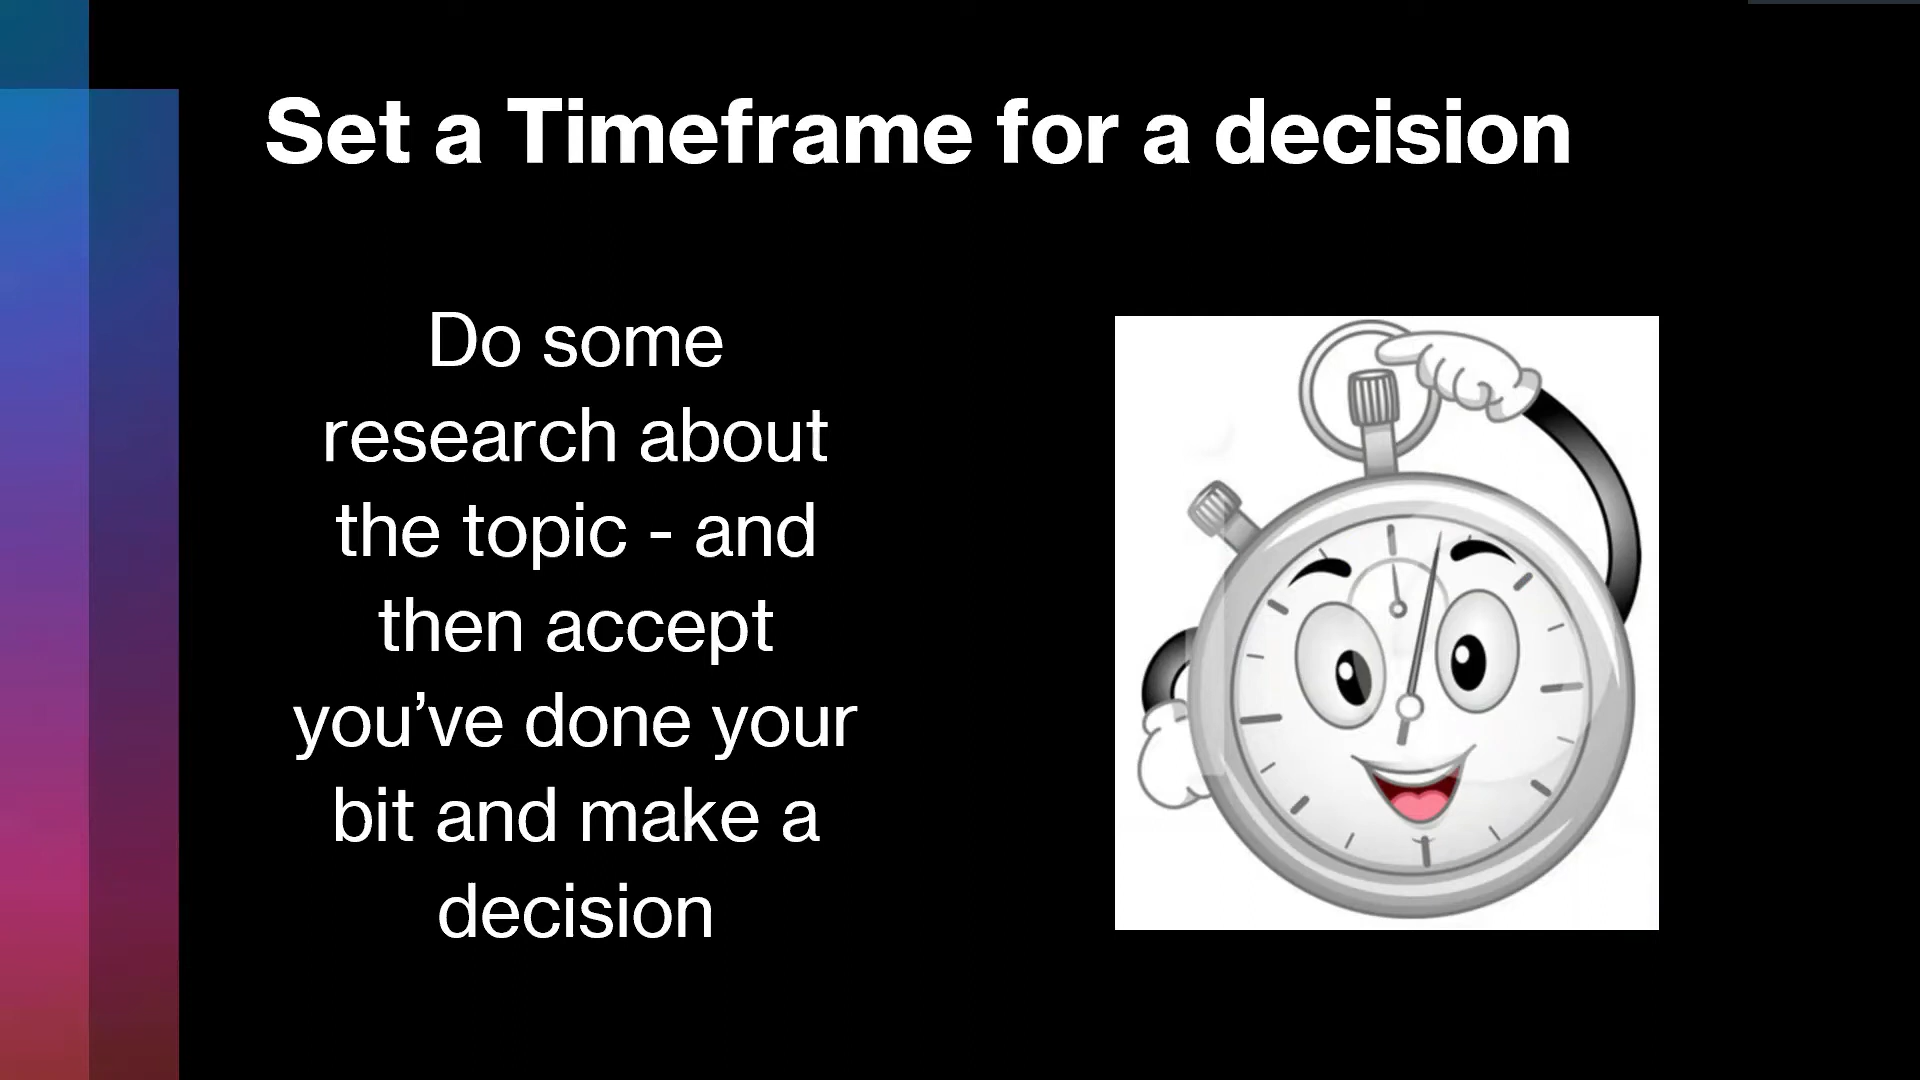 Set a Timeframe for a decision
Do some
research about
the topic - and
then accept
you’ve done your
bit and make a
decision